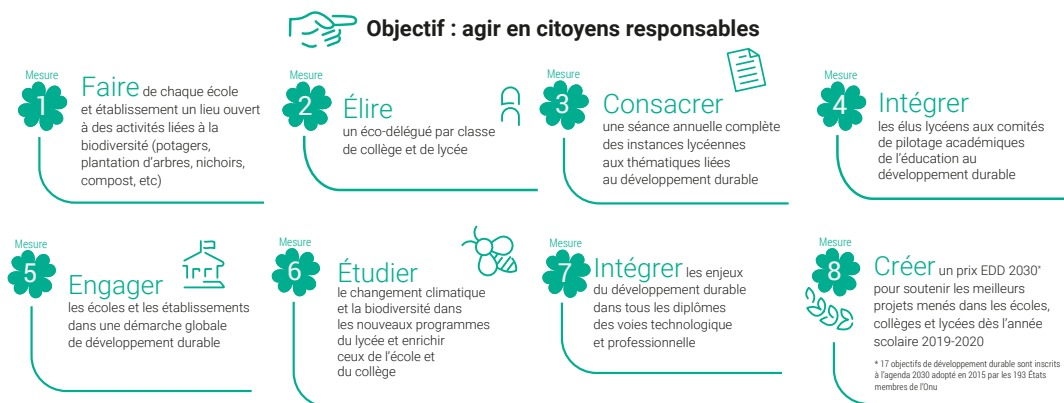 Objectif : agir en citoyens responsables
Mesure
1
Faire de chaque école
et établissement un lieu ouvert
à des activités liées à la
biodiversité (potagers,
plantation d'arbres, nichoirs,
compost, etc)
Mesure
2
Élire
un éco-délégué par classe
de collège et de lycée
Mesure
3
Consacrer
une séance annuelle complète
des instances lycéennes
aux thématiques liées
au développement durable
Mesure
4
Intégrer
les élus lycéens aux comités
de pilotage académiques
de l'éducation au
développement durable
Mesure
5
Engager
les écoles et les établissements
dans une démarche globale
de développement durable
Mesure
6
Étudier
le changement climatique
et la biodiversité dans
les nouveaux programmes
du lycée et enrichir
ceux de l'école et
du collège
Mesure
7
Intégrer les enjeux
du développement durable
dans tous les diplômes
des voies technologique
et professionnelle
Mesure
8
Créer un prix EDD 2030*
pour soutenir les meilleurs
projets menés dans les écoles,
collèges et lycées dès l'année
scolaire 2019-2020
* 17 objectifs de développement durable sont inscrits
à l'agenda 2030 adopté en 2015 par les 193 États
membres de l'Onu